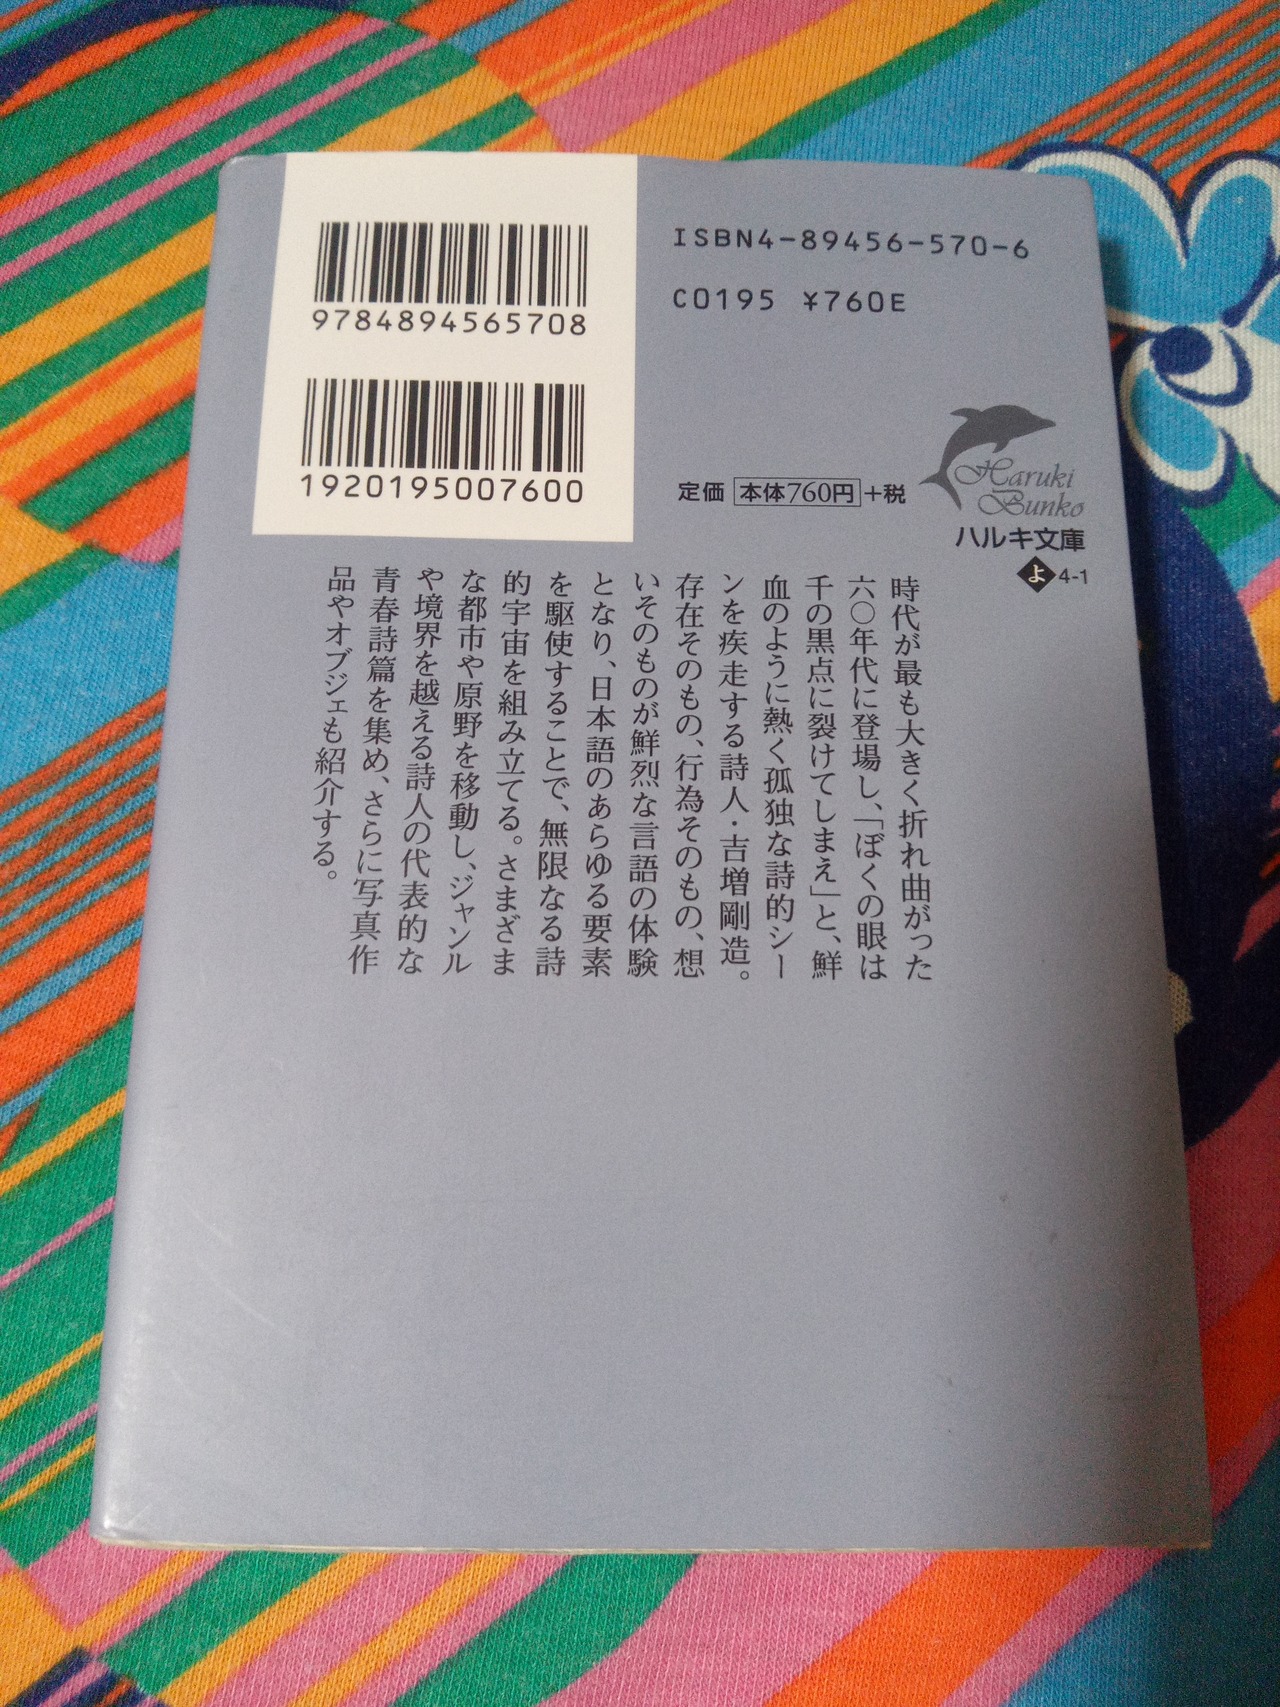 9784894565708
1920195007600
ISBN4-89456-570-6
C0195 ¥760E
定価 本体760円+税
Haruki
Bunko
ハルキ文庫
よ 4-1
時代が最も大きく折れ曲がった
六〇年代に登場し、「ぼくの眼は
千の黒点に裂けてしまえ」と、鮮
血のように熱く孤独な詩的シー
ンを疾走する詩人・吉増剛造。
存在そのもの、行為そのもの、想
いそのものが鮮烈な言語の体験
となり、日本語のあらゆる要素
を駆使することで、無限なる詩
的宇宙を組み立てる。さまざま
な都市や原野を移動し、ジャンル
や境界を越える詩人の代表的な
青春詩篇を集め、さらに写真作
品やオブジェも紹介する。